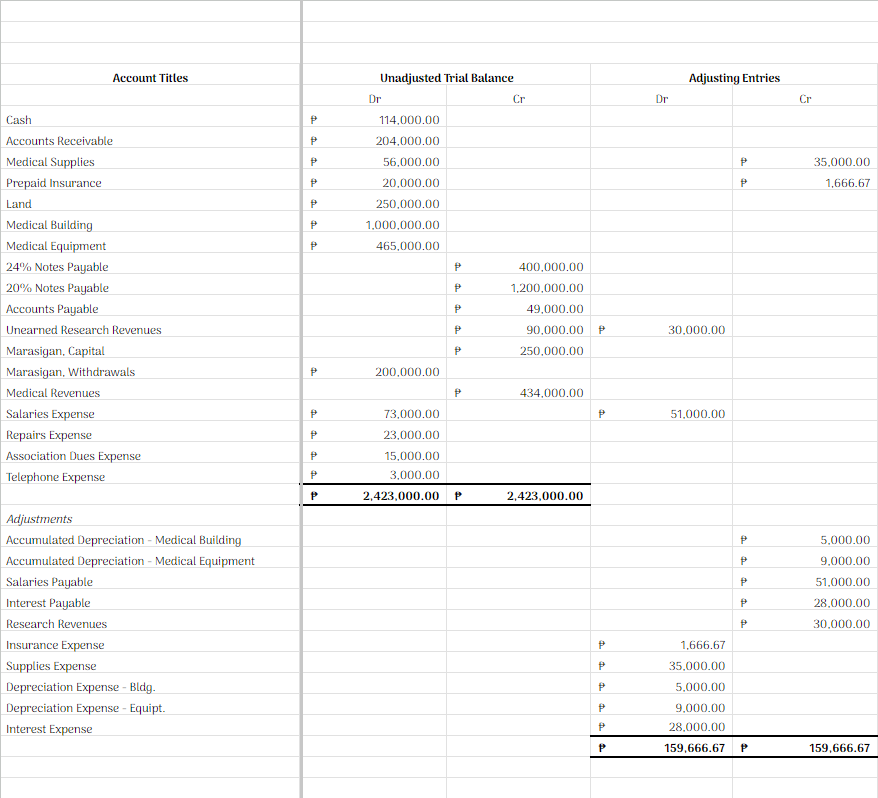 Account Titles Unadjusted Trial Balance Adjusting Entries
Dr Cr Dr Cr
Cash ₱ 114,000.00
Accounts Receivable ₱ 204,000.00
Medical Supplies ₱ 56,000.00 ₱ 35,000.00
Prepaid Insurance ₱ 20,000.00 ₱ 1,666.67
Land ₱ 250,000.00
Medical Building ₱ 1,000,000.00
Medical Equipment ₱ 465,000.00
24% Notes Payable ₱ 400,000.00
20% Notes Payable ₱ 1,200,000.00
Accounts Payable ₱ 49,000.00
Unearned Research Revenues ₱ 90,000.00 ₱ 30,000.00
Marasigan, Capital ₱ 250,000.00
Marasigan, Withdrawals ₱ 200,000.00
Medical Revenues ₱ 434,000.00
Salaries Expense ₱ 73,000.00 ₱ 51,000.00
Repairs Expense ₱ 23,000.00
Association Dues Expense ₱ 15,000.00
Telephone Expense ₱ 3,000.00
₱ 2,423,000.00 ₱ 2,423,000.00
Adjustments
Accumulated Depreciation - Medical Building ₱ 5,000.00
Accumulated Depreciation - Medical Equipment ₱ 9,000.00
Salaries Payable ₱ 51,000.00
Interest Payable ₱ 28,000.00
Research Revenues ₱ 30,000.00
Insurance Expense ₱ 1,666.67
Supplies Expense ₱ 35,000.00
Depreciation Expense - Bldg. ₱ 5,000.00
Depreciation Expense - Equipt. ₱ 9,000.00
Interest Expense ₱ 28,000.00
₱ 159,666.67 ₱ 159,666.67